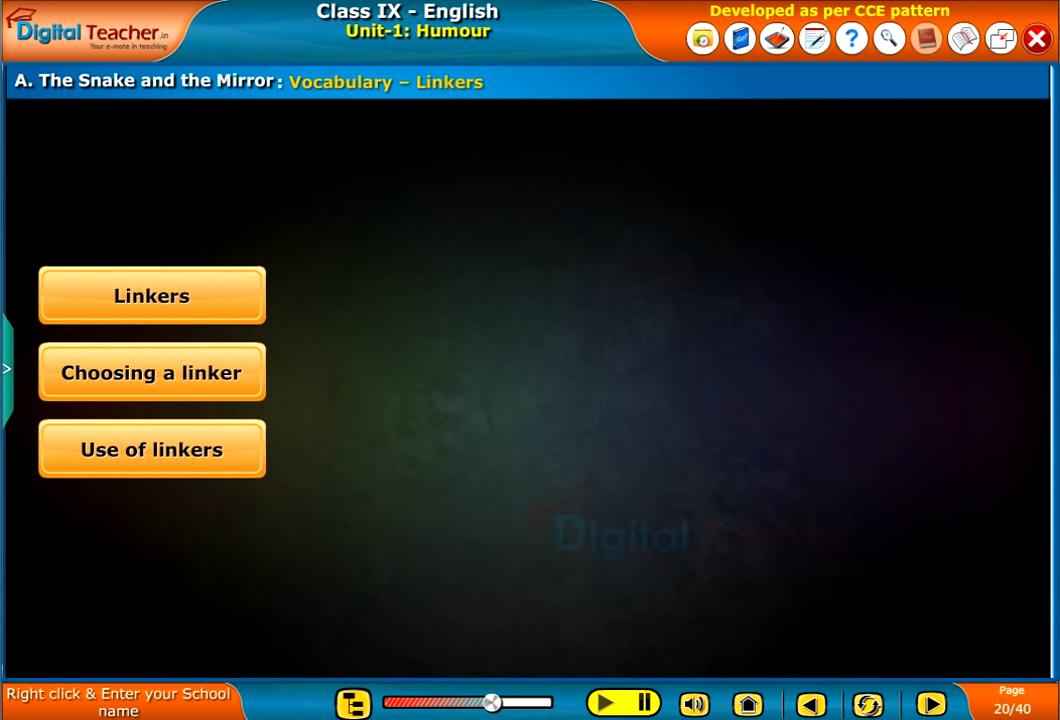 Digital Teacher.in
Your e-mate in teaching
Class IX - English
Unit-1: Humour
Developed as per CCE pattern
A. The Snake and the Mirror : Vocabulary – Linkers
Linkers
Choosing a linker
Use of linkers
Digital Teacher
Right click & Enter your School
name
Page
20/40